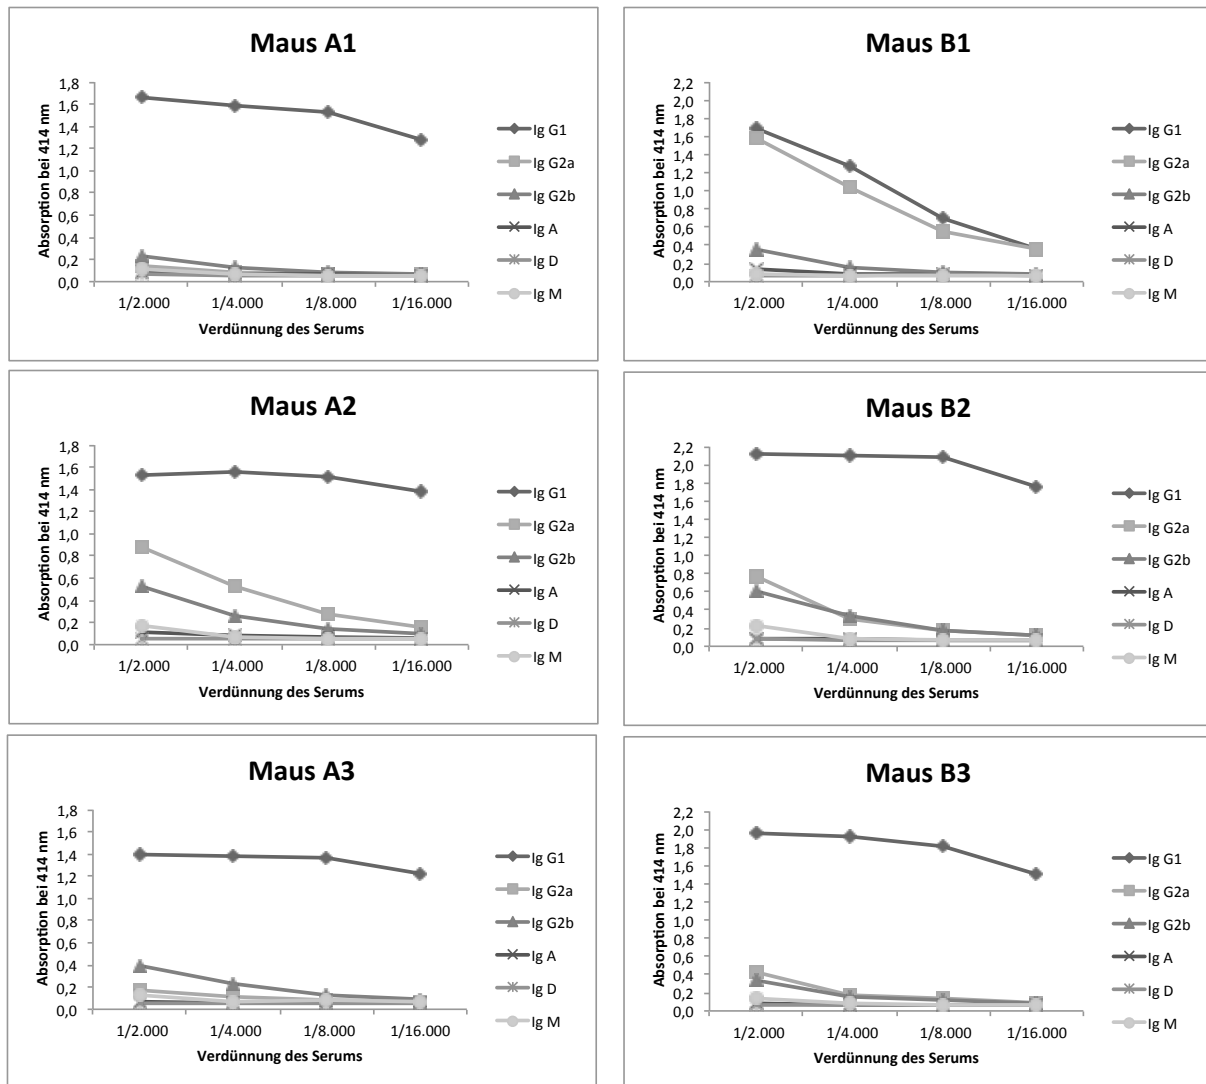 Maus A1
Absorption bei 414 nm
1,8
1,6
1,4
1,2
1,0
0,8
0,6
0,4
0,2
0,0
1/2.000 1/4.000 1/8.000 1/16.000
Verdünnung des Serums
Ig G1
Ig G2a
Ig G2b
Ig A
Ig D
Ig M
Maus B1
Absorption bei 414 nm
2,2
2,0
1,8
1,6
1,4
1,2
1,0
0,8
0,6
0,4
0,2
0,0
1/2.000 1/4.000 1/8.000 1/16.000
Verdünnung des Serums
Ig G1
Ig G2a
Ig G2b
Ig A
Ig D
Ig M
Maus A2
Absorption bei 414 nm
1,8
1,6
1,4
1,2
1,0
0,8
0,6
0,4
0,2
0,0
1/2.000 1/4.000 1/8.000 1/16.000
Verdünnung des Serums
Ig G1
Ig G2a
Ig G2b
Ig A
Ig D
Ig M
Maus B2
Absorption bei 414 nm
2,2
2,0
1,8
1,6
1,4
1,2
1,0
0,8
0,6
0,4
0,2
0,0
1/2.000 1/4.000 1/8.000 1/16.000
Verdünnung des Serums
Ig G1
Ig G2a
Ig G2b
Ig A
Ig D
Ig M
Maus A3
Absorption bei 414 nm
1,8
1,6
1,4
1,2
1,0
0,8
0,6
0,4
0,2
0,0
1/2.000 1/4.000 1/8.000 1/16.000
Verdünnung des Serums
Ig G1
Ig G2a
Ig G2b
Ig A
Ig D
Ig M
Maus B3
Absorption bei 414 nm
2,2
2,0
1,8
1,6
1,4
1,2
1,0
0,8
0,6
0,4
0,2
0,0
1/2.000 1/4.000 1/8.000 1/16.000
Verdünnung des Serums
Ig G1
Ig G2a
Ig G2b
Ig A
Ig D
Ig M